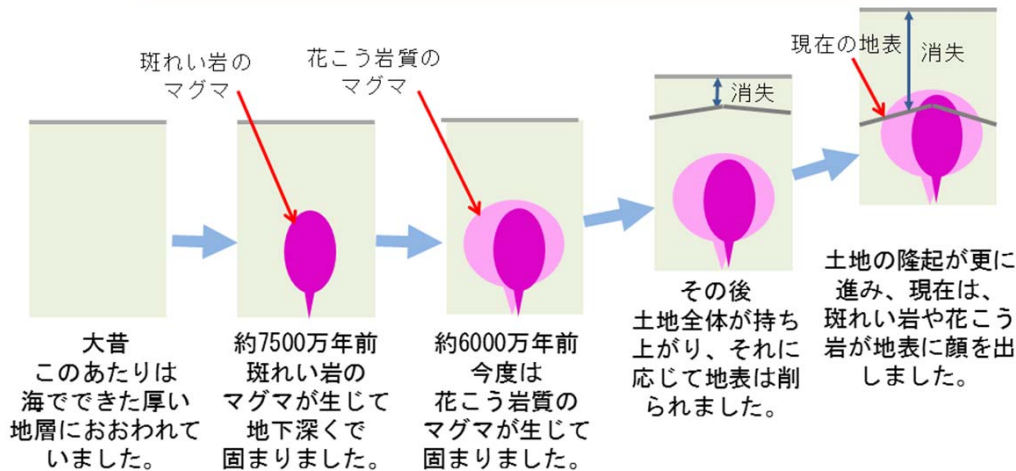 斑れい岩の
マグマ
花こう岩質の
マグマ
消失
現在の地表
消失
大昔
このあたりは
海でできた厚い
地層におおわれて
いました。
約7500万年前
斑れい岩の
マグマが生じて
地下深くで
固まりました。
約6000万年前
今度は
花こう岩質の
マグマが生じて
固まりました。
その後
土地全体が持ち
上がり、それに
応じて地表は削
られました。
土地の隆起が更に
進み、現在は、
斑れい岩や花こう
岩が地表に顔を出
しました。